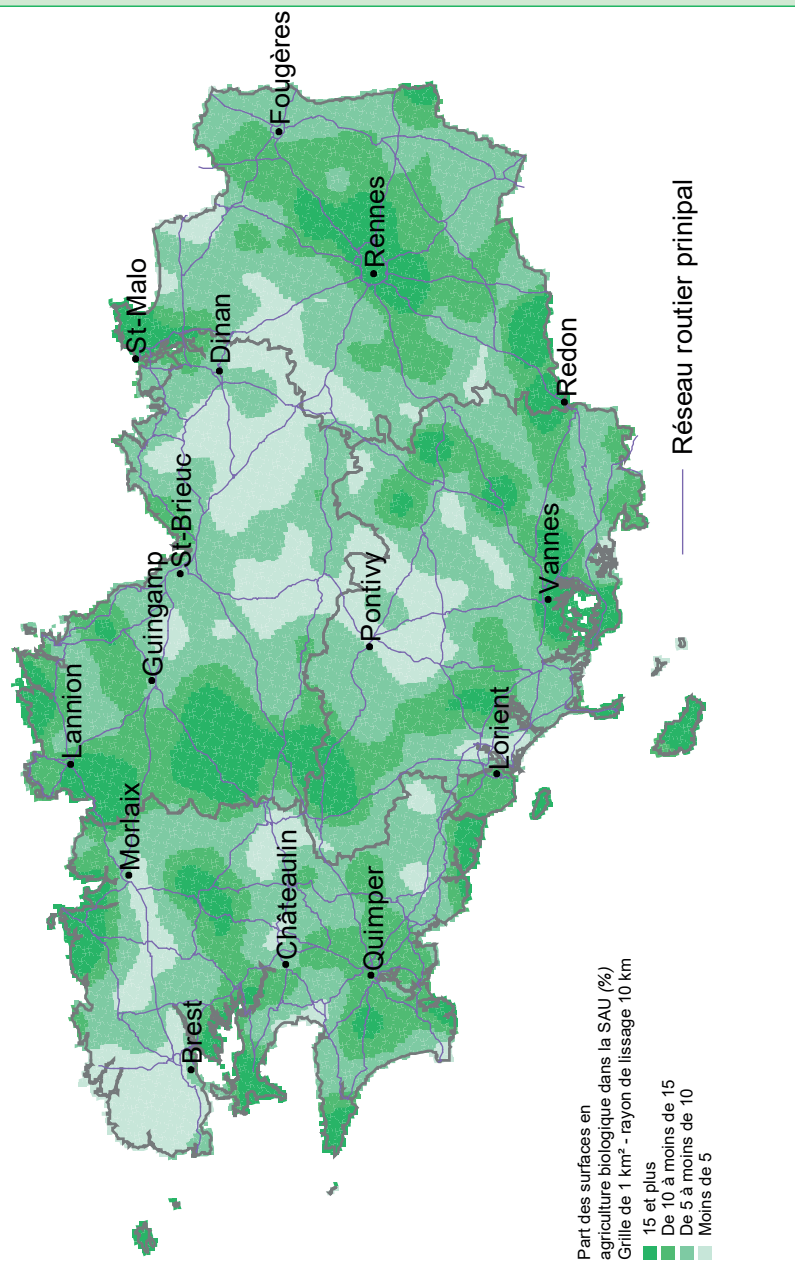 Fougères
St-Malo
Rennes
Dinan
Redon
St-Brieuc
Guingamp
Pontivy
Vannes
Lannion
Lorient
Morlaix
Châteaulin
Quimper
Brest
Réseau routier prinipal
Part des surfaces en
agriculture biologique dans la SAU (%)
Grille de 1 km² - rayon de lissage 10 km
15 et plus
De 10 à moins de 15
De 5 à moins de 10
Moins de 5